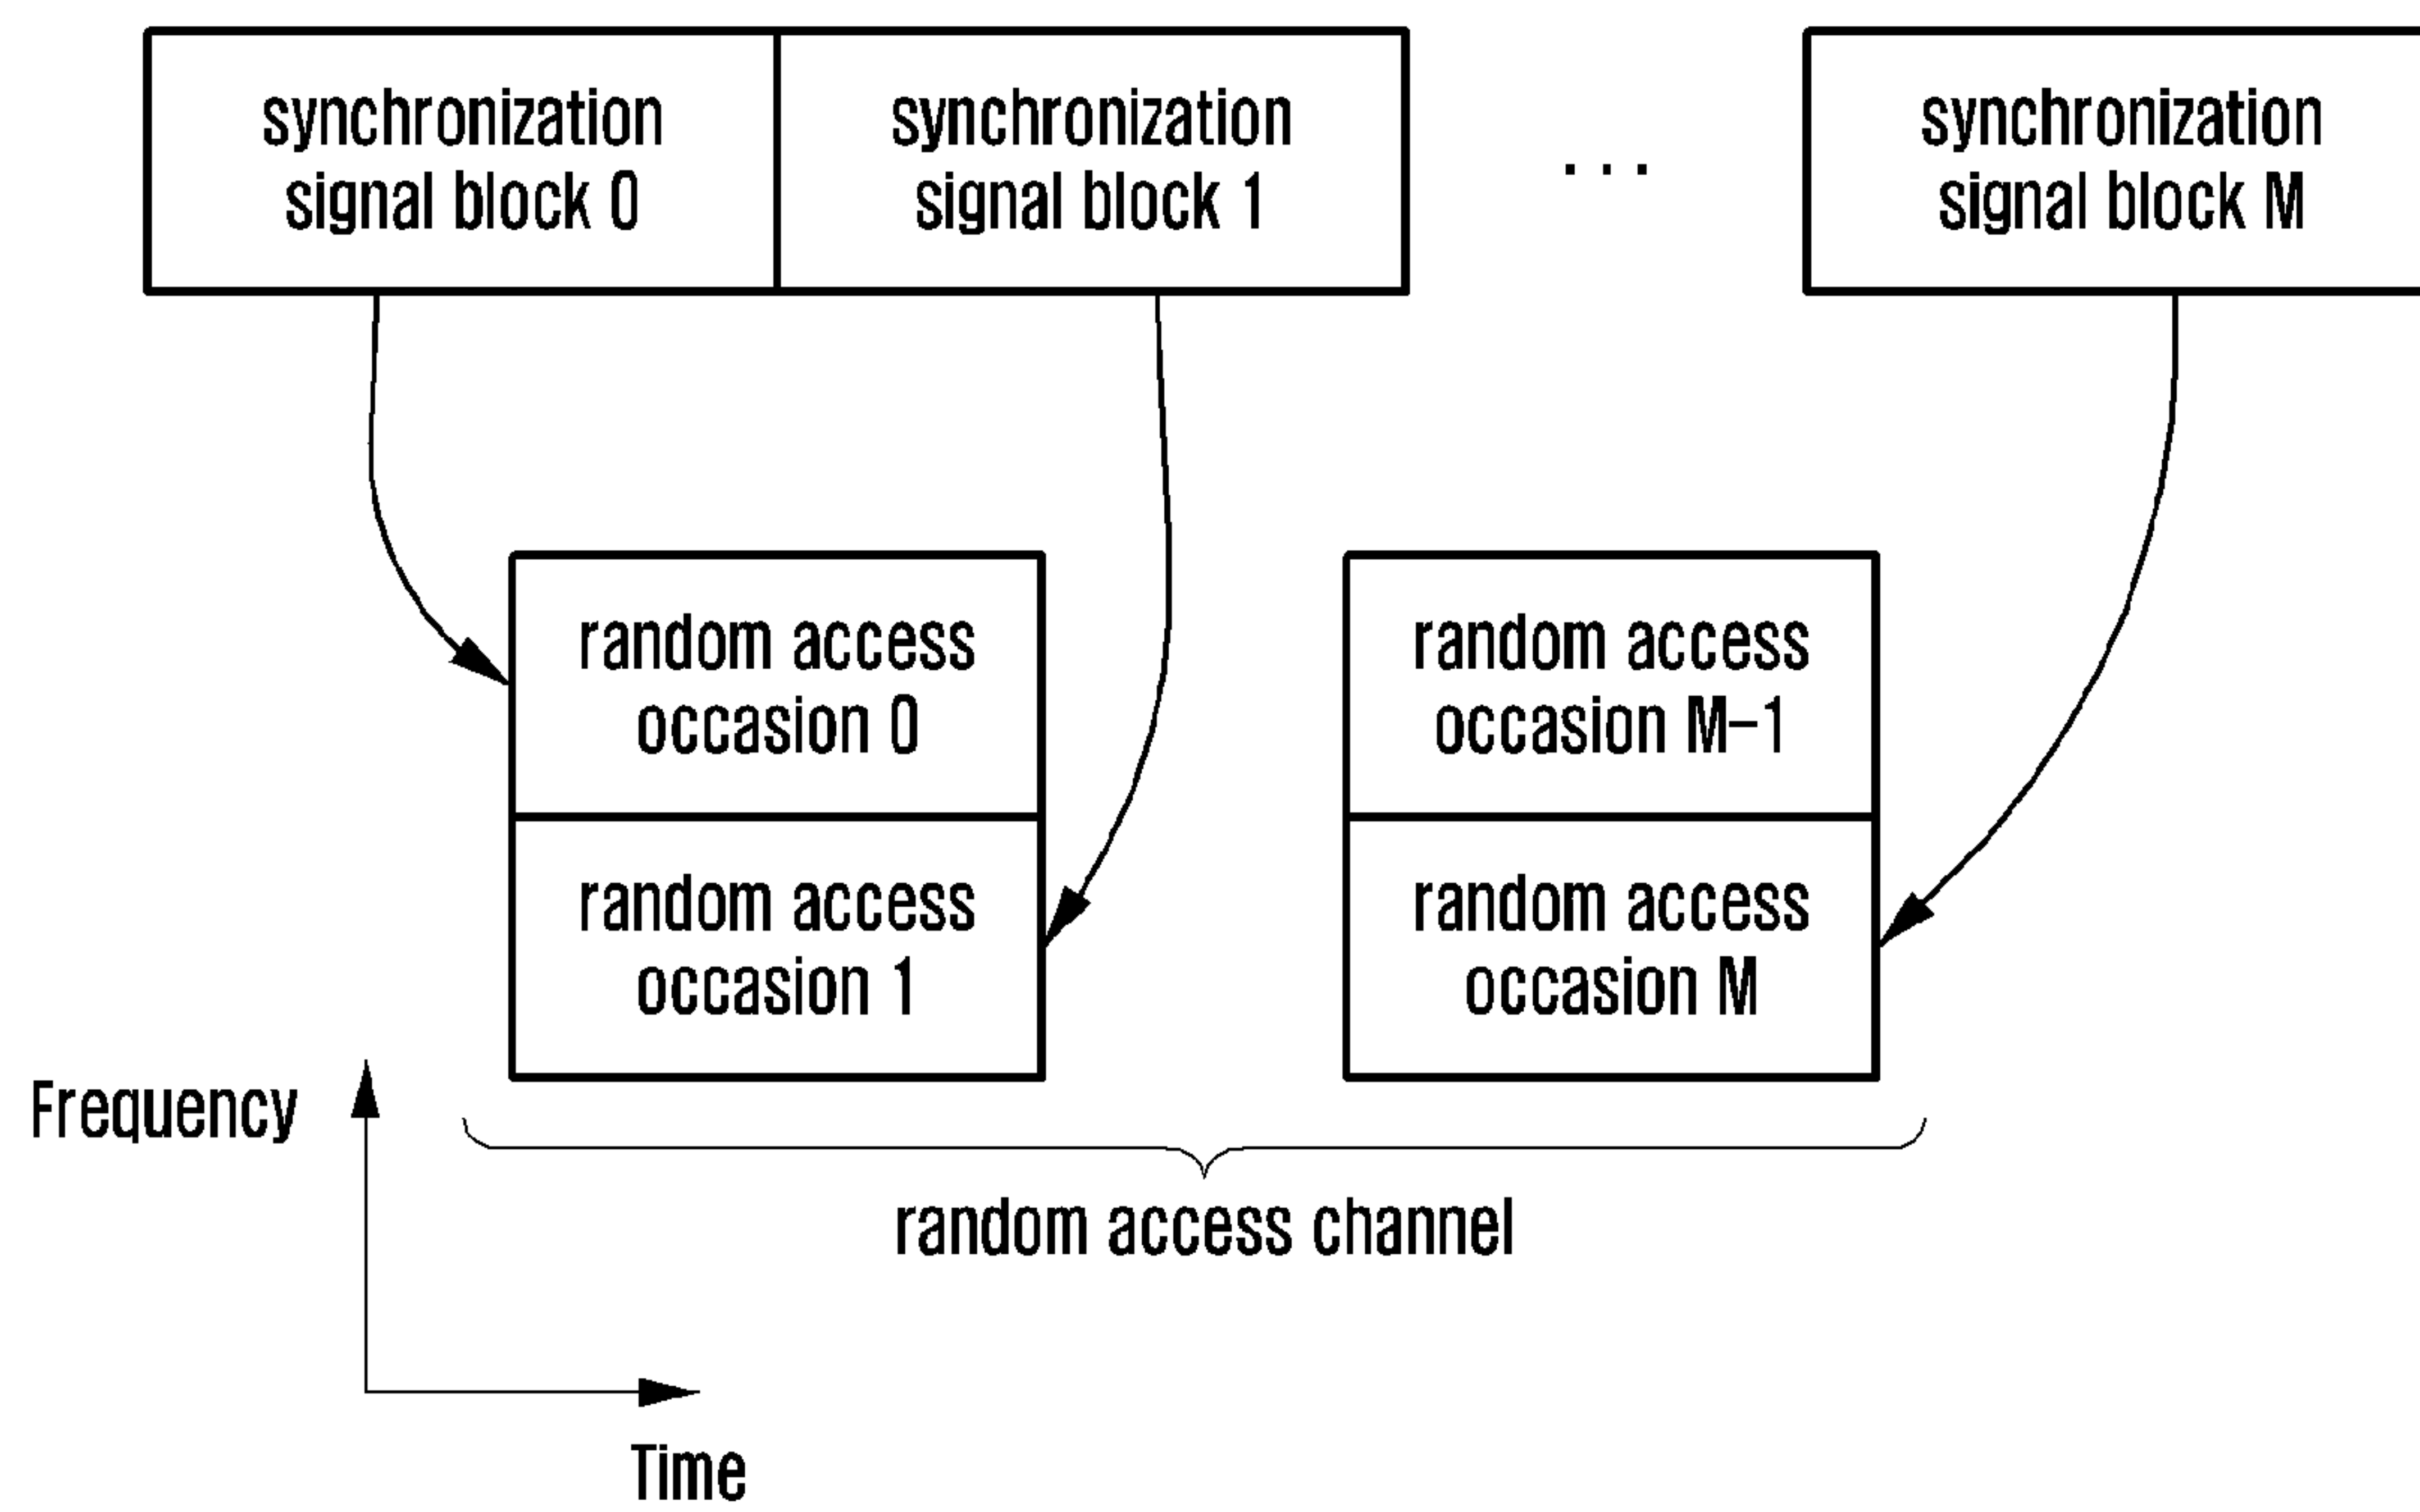 synchronization
signal block 0
synchronization
signal block 1
...
synchronization
signal block M
random access
occasion 0
random access
occasion M–1
random access
occasion 1
random access
occasion M
Frequency
random access channel
Time